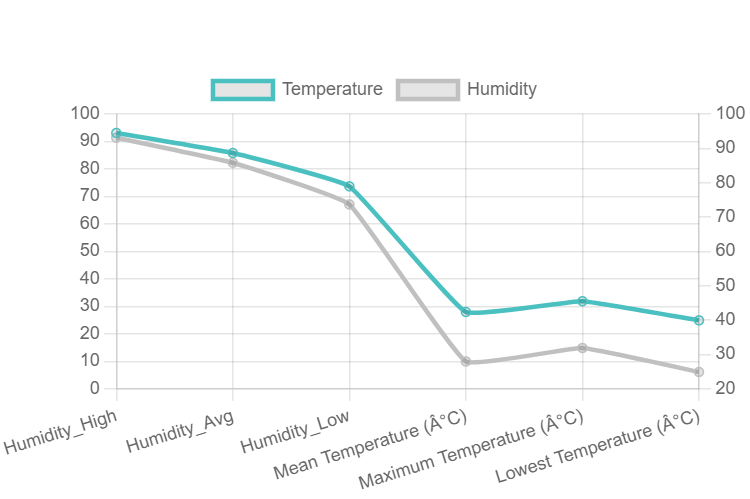 Temperature Humidity
100 100
90 90
80 80
70 70
60 60
50 50
40 40
30 30
20 20
10
0
Humidity_High
Humidity_Avg
Humidity_Low
Mean Temperature (Â°C)
Maximum Temperature (Â°C)
Lowest Temperature (Â°C)